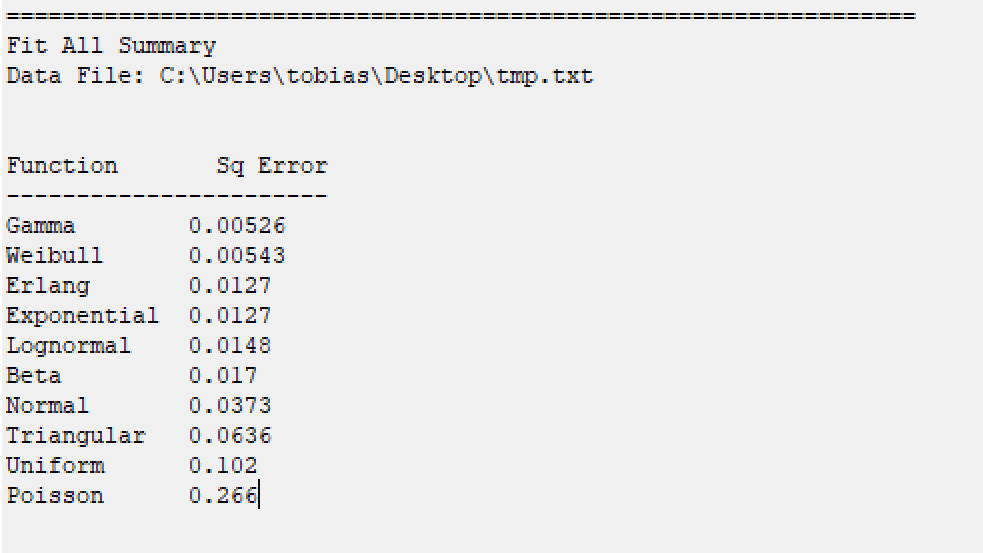 ==================================================================
Fit All Summary
Data File: C:\Users\tobias\Desktop\tmp.txt
Function Sq Error
-----------------------
Gamma 0.00526
Weibull 0.00543
Erlang 0.0127
Exponential 0.0127
Lognormal 0.0148
Beta 0.017
Normal 0.0373
Triangular 0.0636
Uniform 0.102
Poisson 0.266